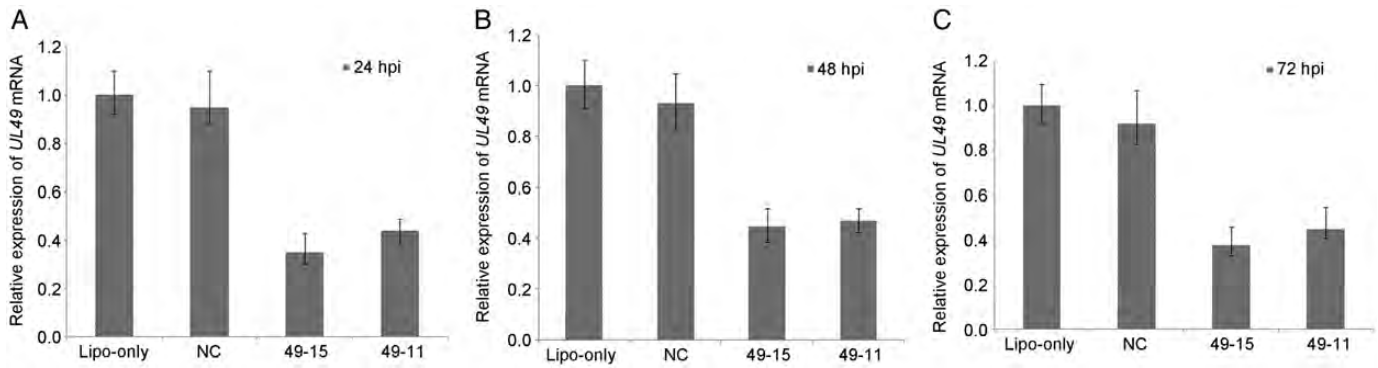 A
Relative expression of UL49 mRNA
1.2
1.0
0.8
0.6
0.4
0.2
0.0
24 hpi
Lipo-only NC 49-15 49-11
B
Relative expression of UL49 mRNA
1.2
1.0
0.8
0.6
0.4
0.2
0.0
48 hpi
Lipo-only NC 49-15 49-11
C
Relative expression of UL49 mRNA
1.2
1.0
0.8
0.6
0.4
0.2
0.0
72 hpi
Lipo-only NC 49-15 49-11